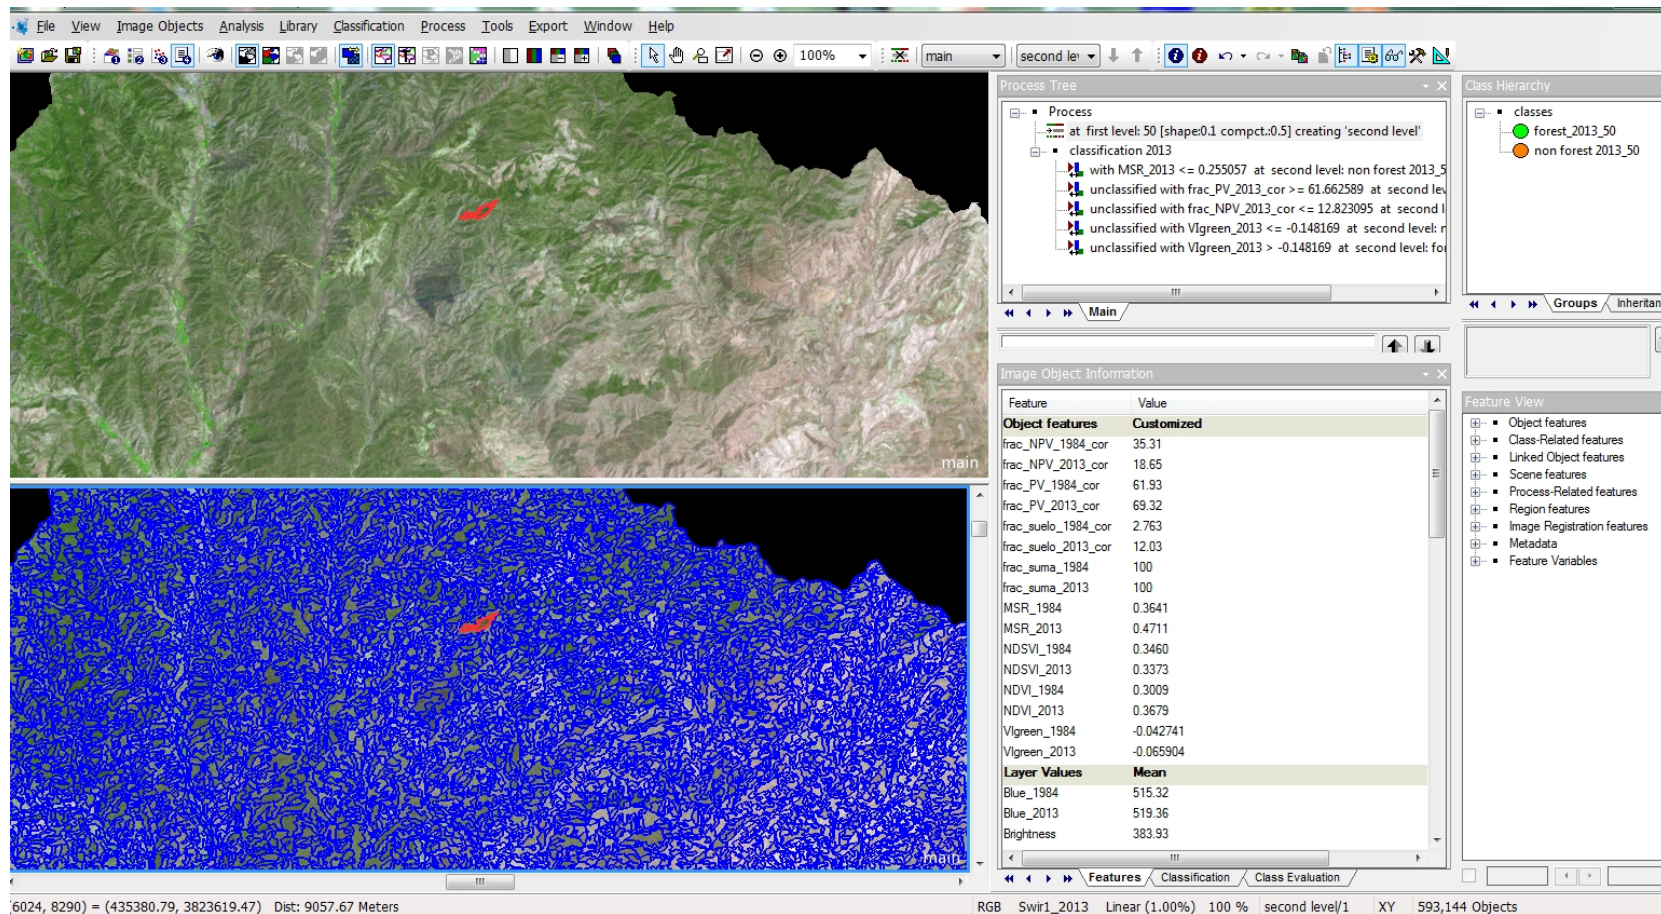 File View Image Objects Analysis Library Classification Process Tools Export Window Help
100% main second le
Process Tree
Process
at first level: 50 [shape:0.1 compct.:0.5] creating 'second level'
classification 2013
with MSR_2013 <= 0.255057 at second level: non forest 2013_5
unclassified with frac_PV_2013_cor >= 61.662589 at second lev
unclassified with frac_NPV_2013_cor <= 12.823095 at second l
unclassified with VIgreen_2013 <= -0.148169 at second level: n
unclassified with VIgreen_2013 > -0.148169 at second level: for
Main
Class Hierarchy
classes
forest_2013_50
non forest 2013_50
Groups Inheritan
main
Image Object Information
Feature Value
Object features Customized
frac_NPV_1984_cor 35.31
frac_NPV_2013_cor 18.65
frac_PV_1984_cor 61.93
frac_PV_2013_cor 69.32
frac_suelo_1984_cor 2.763
frac_suelo_2013_cor 12.03
frac_suma_1984 100
frac_suma_2013 100
MSR_1984 0.3641
MSR_2013 0.4711
NDSVI_1984 0.3460
NDSVI_2013 0.3373
NDVI_1984 0.3009
NDVI_2013 0.3679
VIgreen_1984 -0.042741
VIgreen_2013 -0.065904
Layer Values Mean
Blue_1984 515.32
Blue_2013 519.36
Brightness 383.93
Features Classification Class Evaluation
Feature View
Object features
Class-Related features
Linked Object features
Scene features
Process-Related features
Region features
Image Registration features
Metadata
Feature Variables
main
(6024, 8290) = (435380.79, 3823619.47) Dist: 9057.67 Meters RGB Swir1_2013 Linear (1.00%) 100 % second level/1 XY 593,144 Objects